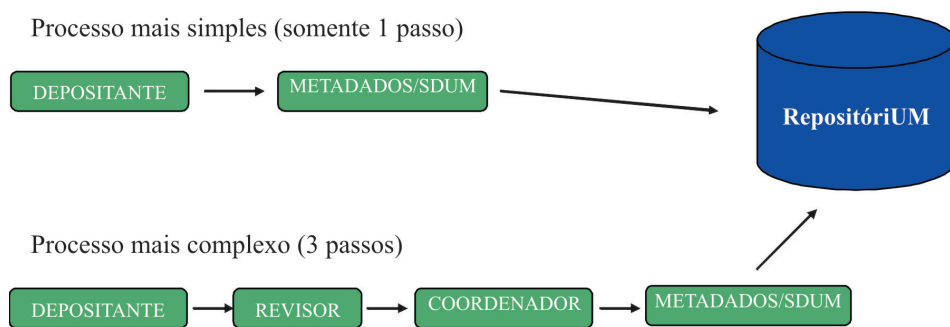 Processo mais simples (somente 1 passo)
DEPOSITANTE
METADADOS/SDUM
RepositóriUM
Processo mais complexo (3 passos)
DEPOSITANTE
REVISOR
COORDENADOR
METADADOS/SDUM